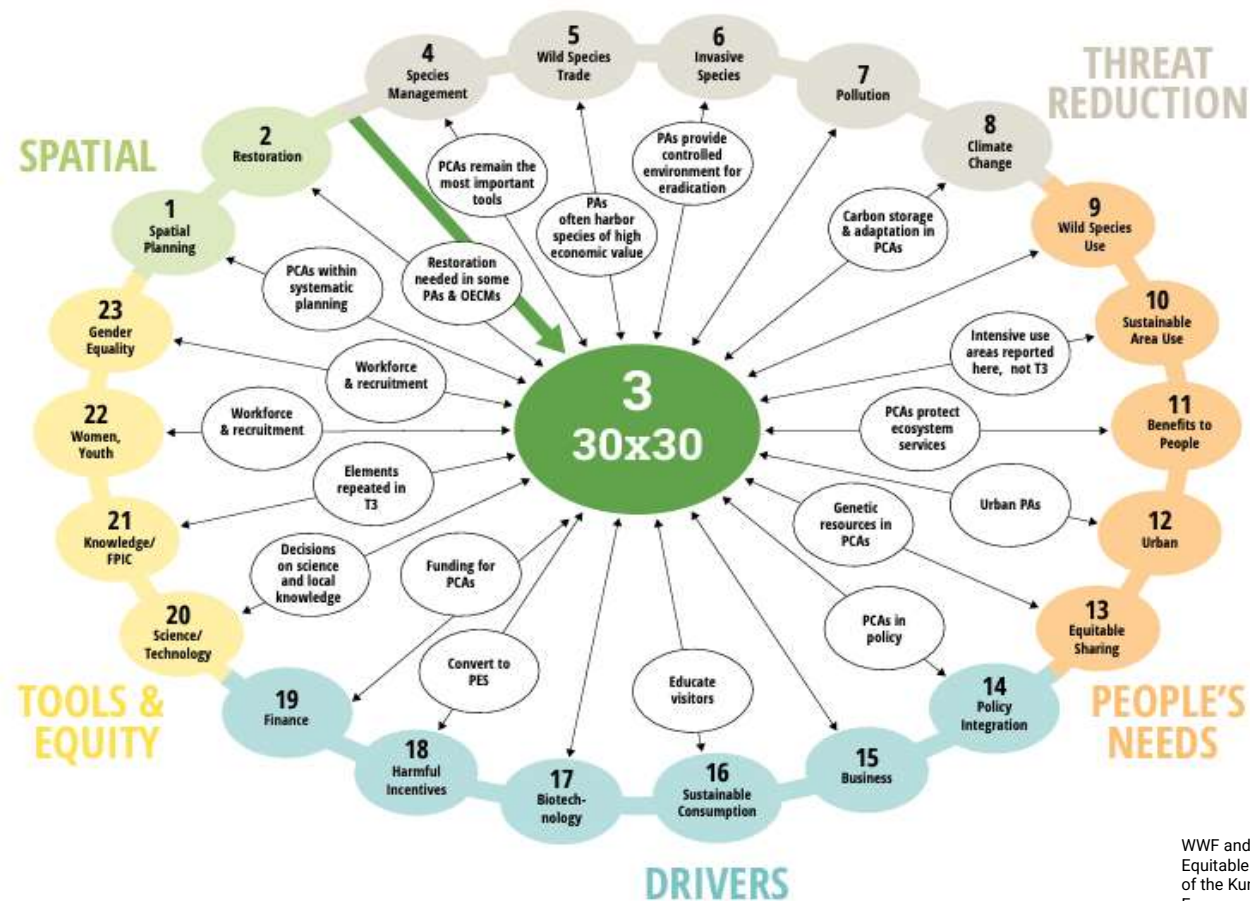 4
Species
Management
5
Wild Species
Trade
6
Invasive
Species
7
Pollution
THREAT
REDUCTION
8
Climate
Change
SPATIAL
2
Restoration
1
Spatial
Planning
PCAs remain the
most important
tools
PAs
often harbor
species of high
economic value
PAs provide
controlled
environment for
eradication
Carbon storage
& adaptation in
PCAs
9
Wild Species
Use
PCAs within
systematic
planning
Restoration
needed in some
PAs & OECMs
23
Gender
Equality
10
Sustainable
Area Use
Intensive use
areas reported
here, not T3
Workforce
& recruitment
3
30x30
22
Women,
Youth
Workforce
& recruitment
PCAs protect
ecosystem
services
11
Benefits to
People
Elements
repeated in
T3
21
Knowledge/
FPIC
Genetic
resources in
PCAs
Urban PAs
12
Urban
Decisions
on science
and local
knowledge
Funding for
PCAs
20
Science/
Technology
PCAs in
policy
13
Equitable
Sharing
Convert to
PES
Educate
visitors
TOOLS &
EQUITY
19
Finance
14
Policy
Integration
PEOPLE'S
NEEDS
18
Harmful
Incentives
17
Biotech-
nology
16
Sustainable
Consumption
15
Business
DRIVERS
WWF and
Equitable
of the Kun